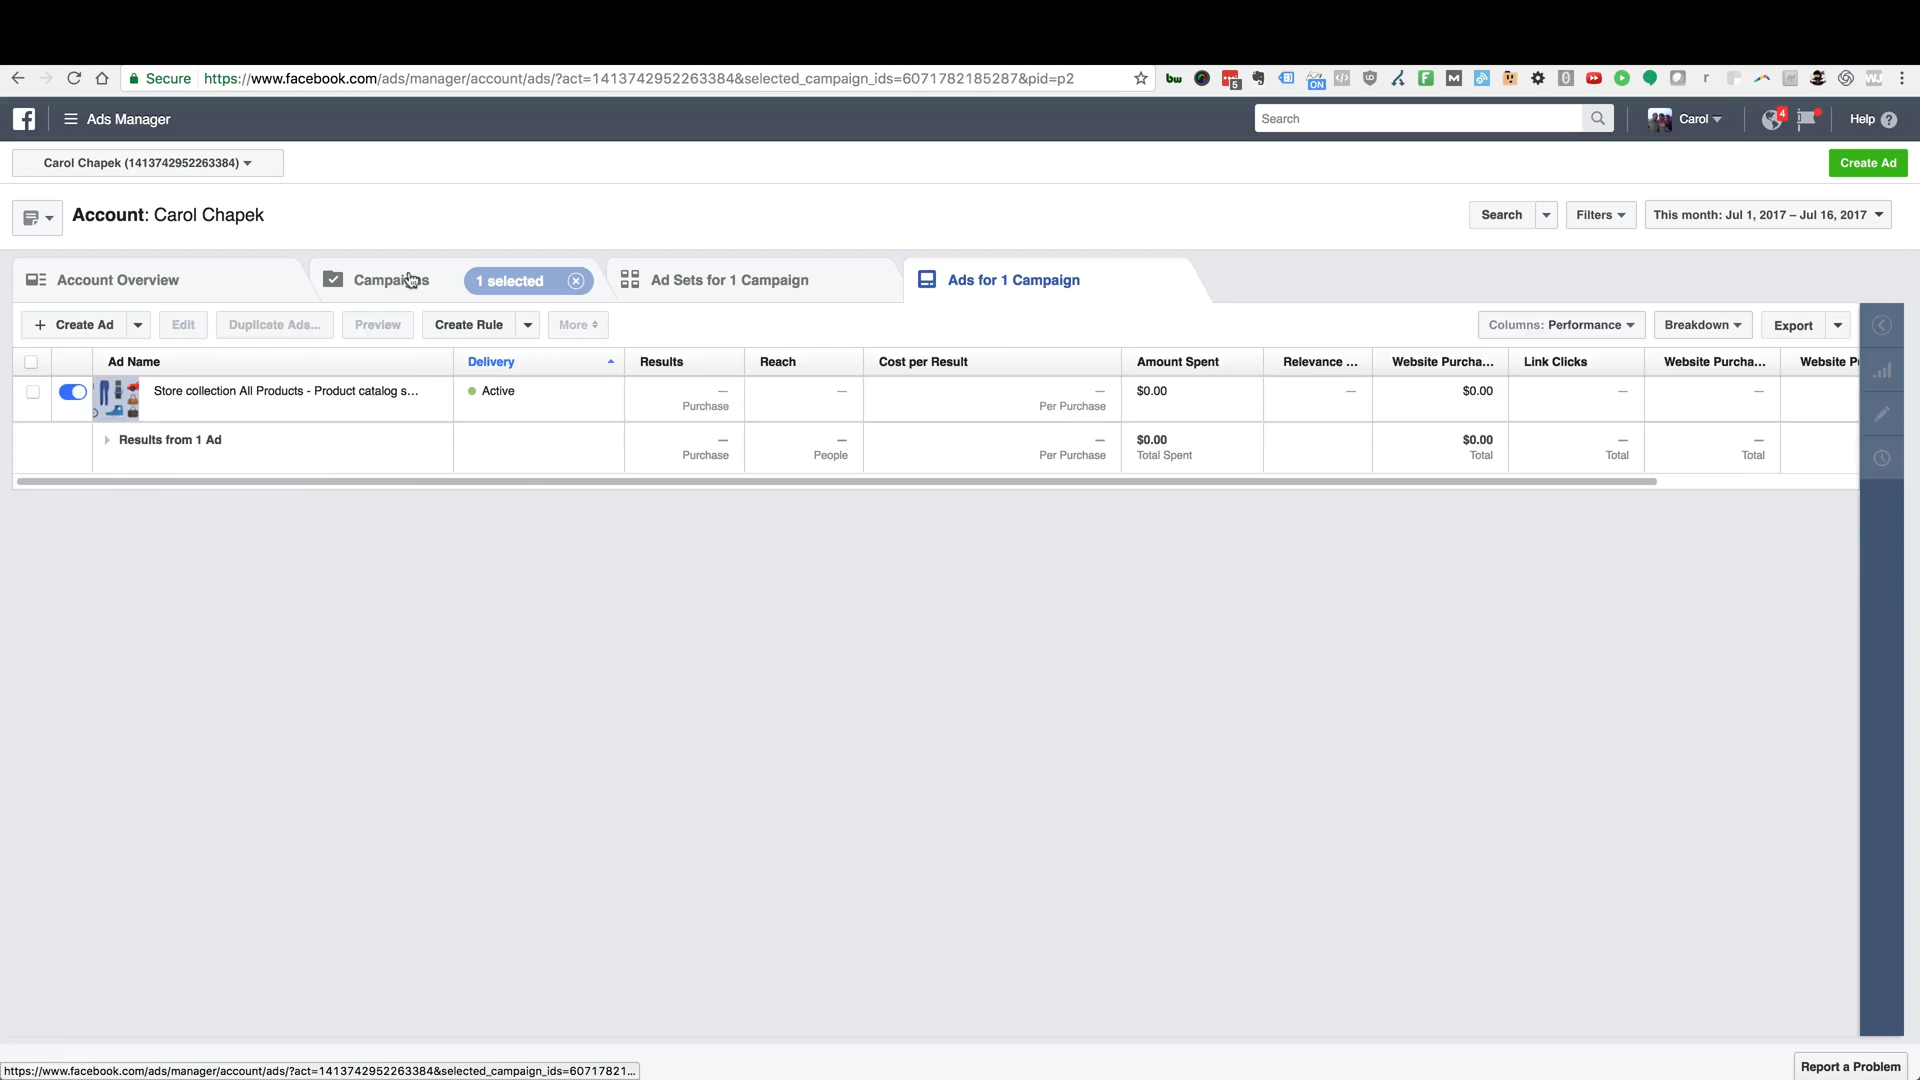 Secure https://www.facebook.com/ads/manager/account/ads/?act=1413742952263384&selected_campaign_ids=6071782185287&pid=p2
bw 5 ON M r
Ads Manager Search Carol 4 Help ?
Carol Chapek (1413742952263384) Create Ad
Account: Carol Chapek Search Filters This month: Jul 1, 2017 – Jul 16, 2017
Account Overview Campaigns 1 selected Ad Sets for 1 Campaign Ads for 1 Campaign
+ Create Ad Edit Duplicate Ads... Preview Create Rule More Columns: Performance Breakdown Export
Ad Name Delivery Results Reach Cost per Result Amount Spent Relevance ... Website Purcha... Link Clicks Website Purcha... Website P
Store collection All Products - Product catalog s... Active — — — $0.00 — $0.00 — —
Purchase Per Purchase
Results from 1 Ad — — — $0.00 $0.00 — —
Purchase People Per Purchase Total Spent Total Total Total
https://www.facebook.com/ads/manager/account/ads/?act=1413742952263384&selected_campaign_ids=60717821...
Report a Problem